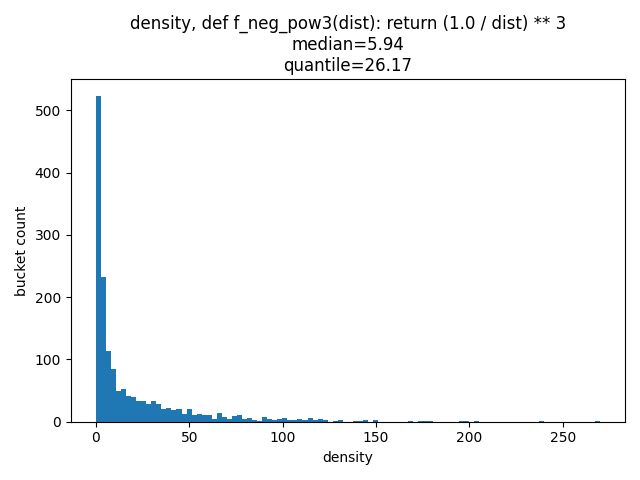 density, def f_neg_pow3(dist): return (1.0 / dist) ** 3
median=5.94
quantile=26.17
500
400
300
200
100
0
bucket count
0 50 100 150 200 250
density